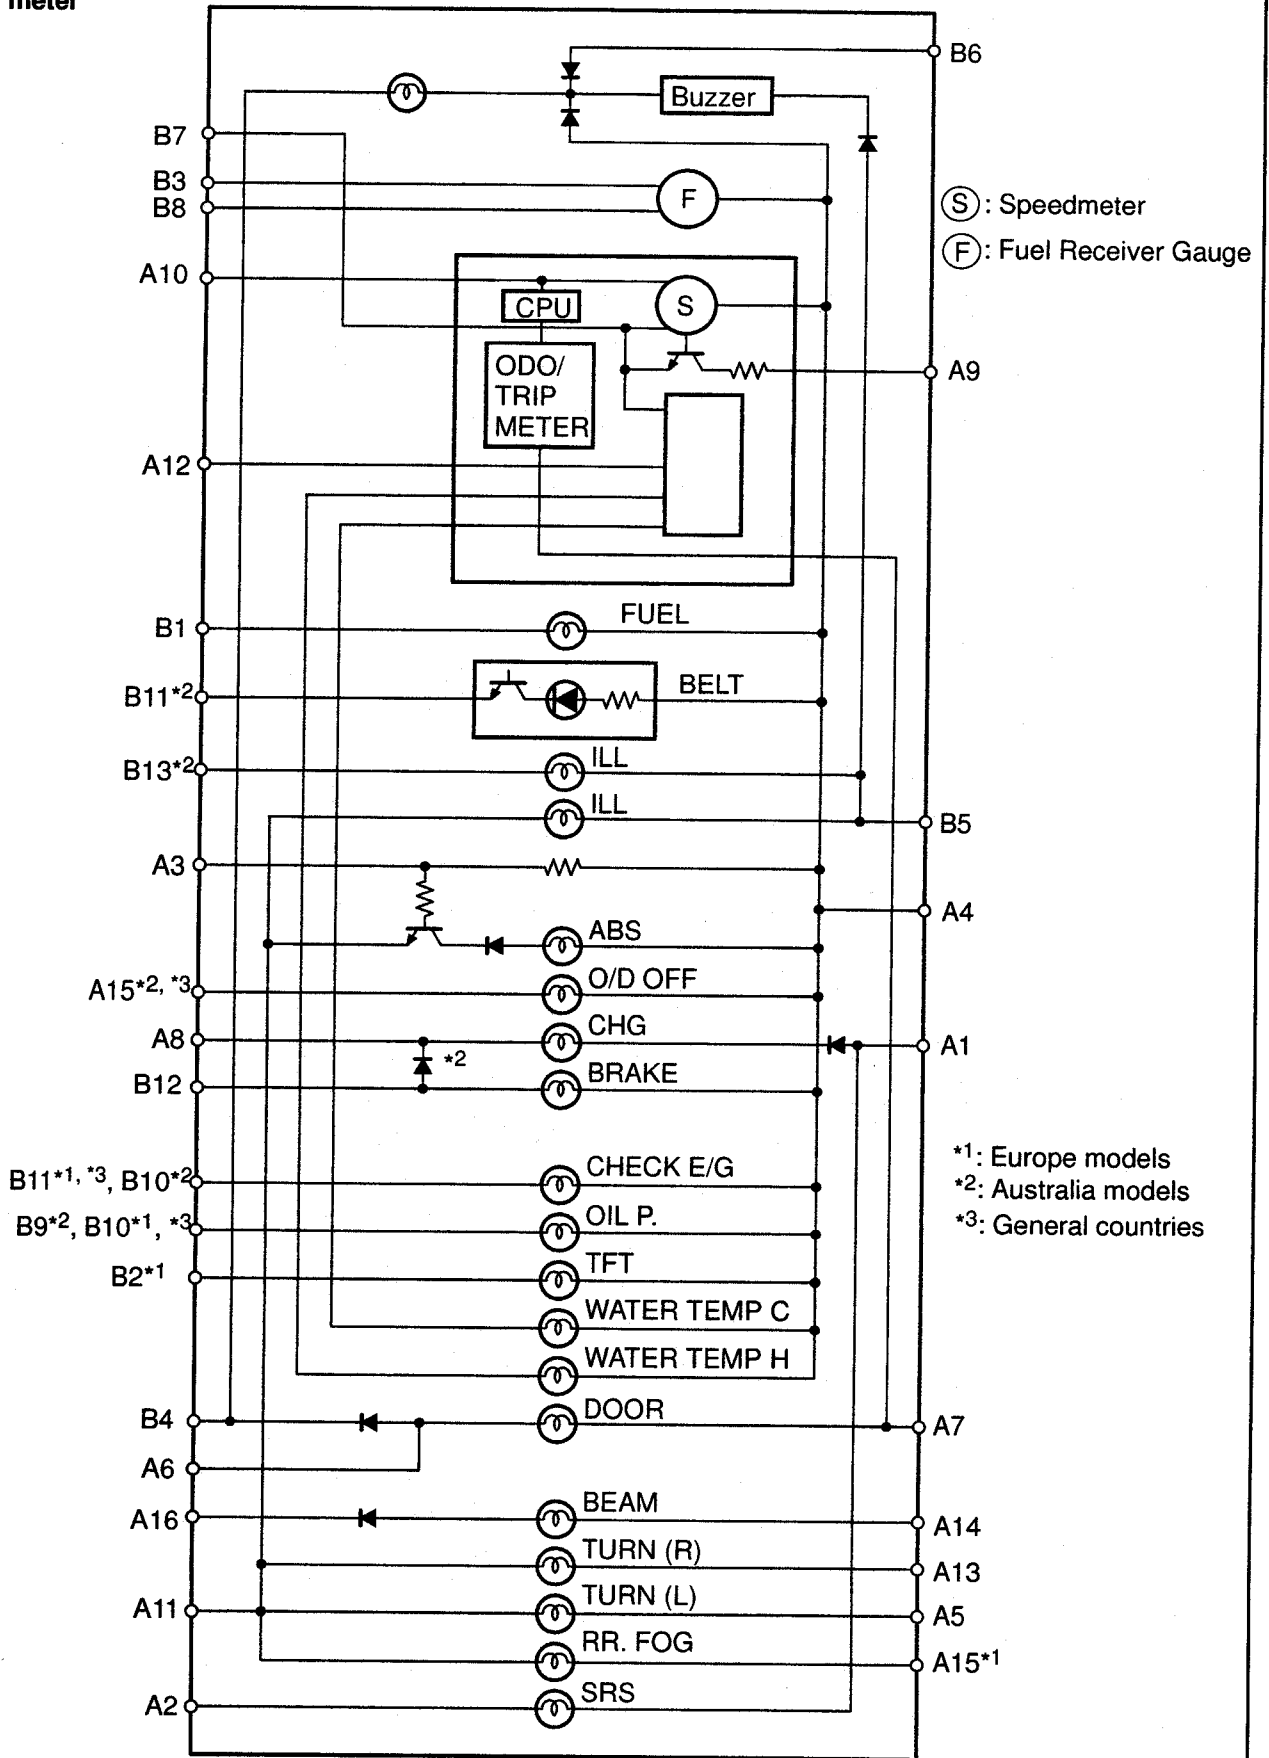 meter
B6
Buzzer
B7
B3
B8
F
S : Speedmeter
F : Fuel Receiver Gauge
A10
CPU
S
ODO/
TRIP
METER
A9
A12
B1
FUEL
B11*2
BELT
B13*2
ILL
ILL
B5
A3
A4
ABS
A15*2, *3
O/D OFF
A8
CHG
A1
*2
B12
BRAKE
*1: Europe models
*2: Australia models
*3: General countries
B11*1, *3, B10*2
CHECK E/G
B9*2, B10*1, *3
OIL P.
B2*1
TFT
WATER TEMP C
WATER TEMP H
B4
DOOR
A7
A6
A16
BEAM
A14
TURN (R)
A13
A11
TURN (L)
A5
RR. FOG
A15*1
A2
SRS